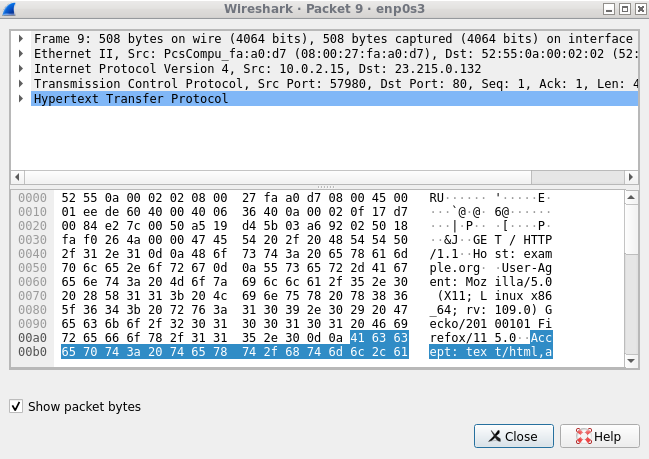 Wireshark · Packet 9 · enp0s3
Frame 9: 508 bytes on wire (4064 bits), 508 bytes captured (4064 bits) on interface
Ethernet II, Src: PcsCompu_fa:a0:d7 (08:00:27:fa:a0:d7), Dst: 52:55:0a:00:02:02 (52:
Internet Protocol Version 4, Src: 10.0.2.15, Dst: 23.215.0.132
Transmission Control Protocol, Src Port: 57980, Dst Port: 80, Seq: 1, Ack: 1, Len: 4
Hypertext Transfer Protocol
0000 52 55 0a 00 02 02 08 00 27 fa a0 d7 08 00 45 00 RU······ '·····E·
0010 01 ee de 60 40 00 40 06 36 40 0a 00 02 0f 17 d7 ···`@·@· 6@······
0020 00 84 e2 7c 00 50 a5 19 d4 5b 03 a6 92 02 50 18 ···|·P·· ·[····P·
0030 fa f0 26 4a 00 00 47 45 54 20 2f 20 48 54 54 50 ··&J··GE T / HTTP
0040 2f 31 2e 31 0d 0a 48 6f 73 74 3a 20 65 78 61 6d /1.1··Ho st: exam
0050 70 6c 65 2e 6f 72 67 0d 0a 55 73 65 72 2d 41 67 ple.org· ·User-Ag
0060 65 6e 74 3a 20 4d 6f 7a 69 6c 6c 61 2f 35 2e 30 ent: Moz illa/5.0
0070 20 28 58 31 31 3b 20 4c 69 6e 75 78 20 78 38 36 (X11; L inux x86
0080 5f 36 34 3b 20 72 76 3a 31 30 39 2e 30 29 20 47 _64; rv: 109.0) G
0090 65 63 6b 6f 2f 32 30 31 30 30 31 30 31 20 46 69 ecko/201 00101 Fi
00a0 72 65 66 6f 78 2f 31 31 35 2e 30 0d 0a 41 63 63 refox/11 5.0··Acc
00b0 65 70 74 3a 20 74 65 78 74 2f 68 74 6d 6c 2c 61 ept: tex t/html,a
Show packet bytes
Close Help